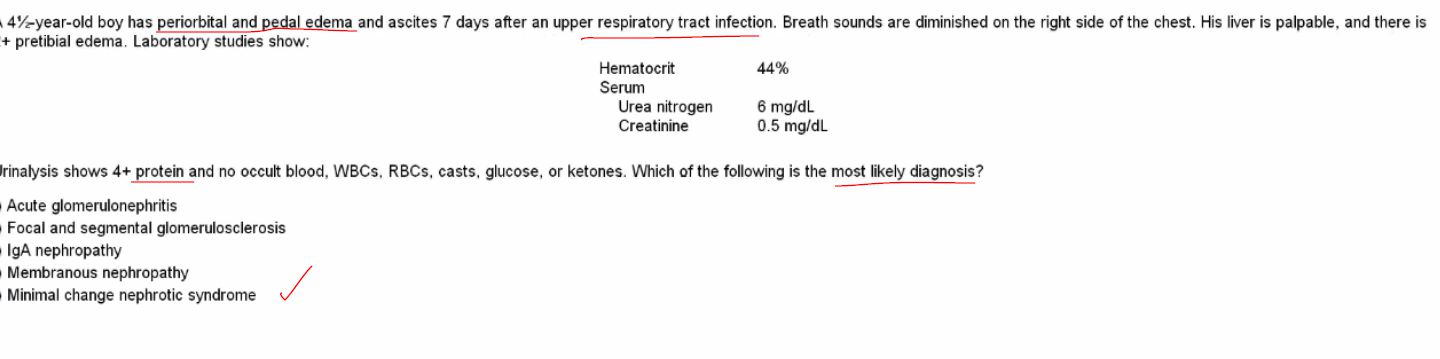 4½-year-old boy has periorbital and pedal edema and ascites 7 days after an upper respiratory tract infection. Breath sounds are diminished on the right side of the chest. His liver is palpable, and there is
+ pretibial edema. Laboratory studies show:
Hematocrit 44%
Serum
Urea nitrogen 6 mg/dL
Creatinine 0.5 mg/dL
Urinalysis shows 4+ protein and no occult blood, WBCs, RBCs, casts, glucose, or ketones. Which of the following is the most likely diagnosis?
Acute glomerulonephritis
Focal and segmental glomerulosclerosis
IgA nephropathy
Membranous nephropathy
Minimal change nephrotic syndrome